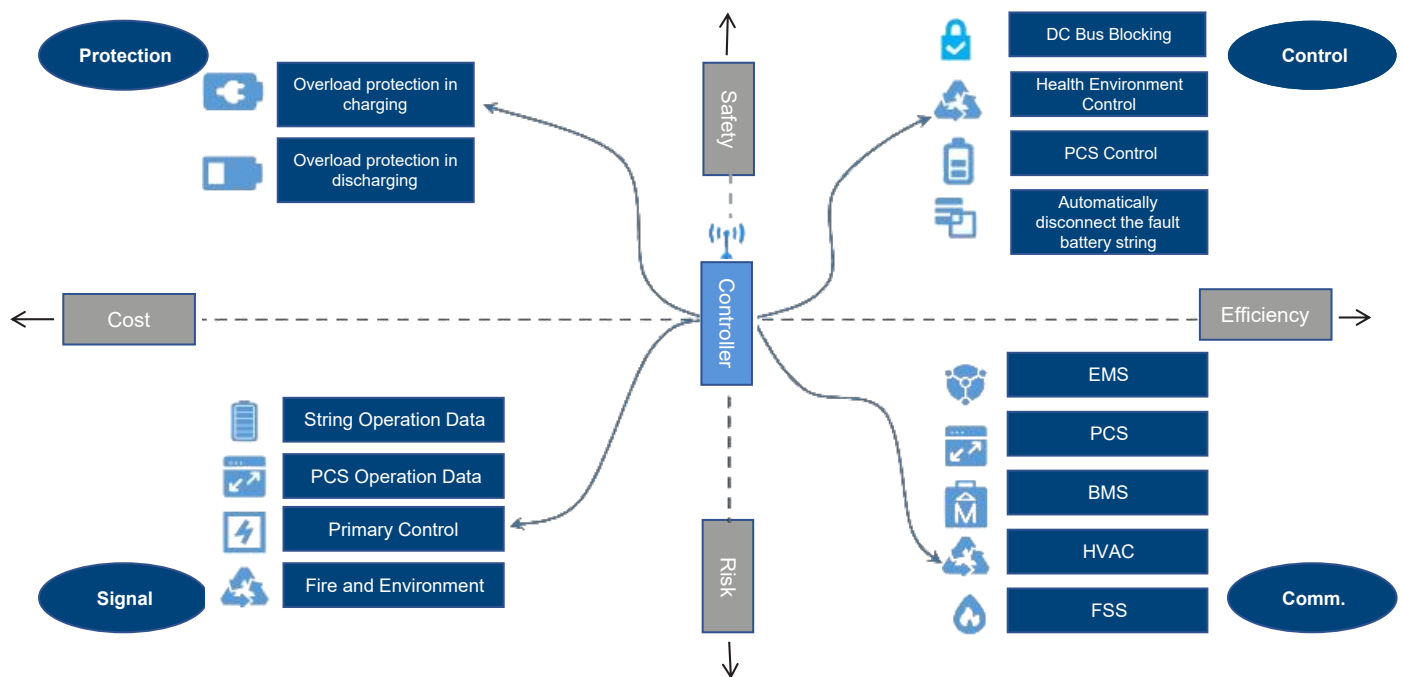 Protection
Overload protection in
charging
Overload protection in
discharging
Safety
DC Bus Blocking
Health Environment
Control
PCS Control
Automatically
disconnect the fault
battery string
Control
Cost
Controller
Efficiency
String Operation Data
PCS Operation Data
Primary Control
Fire and Environment
Signal
Risk
EMS
PCS
BMS
M
HVAC
FSS
Comm.